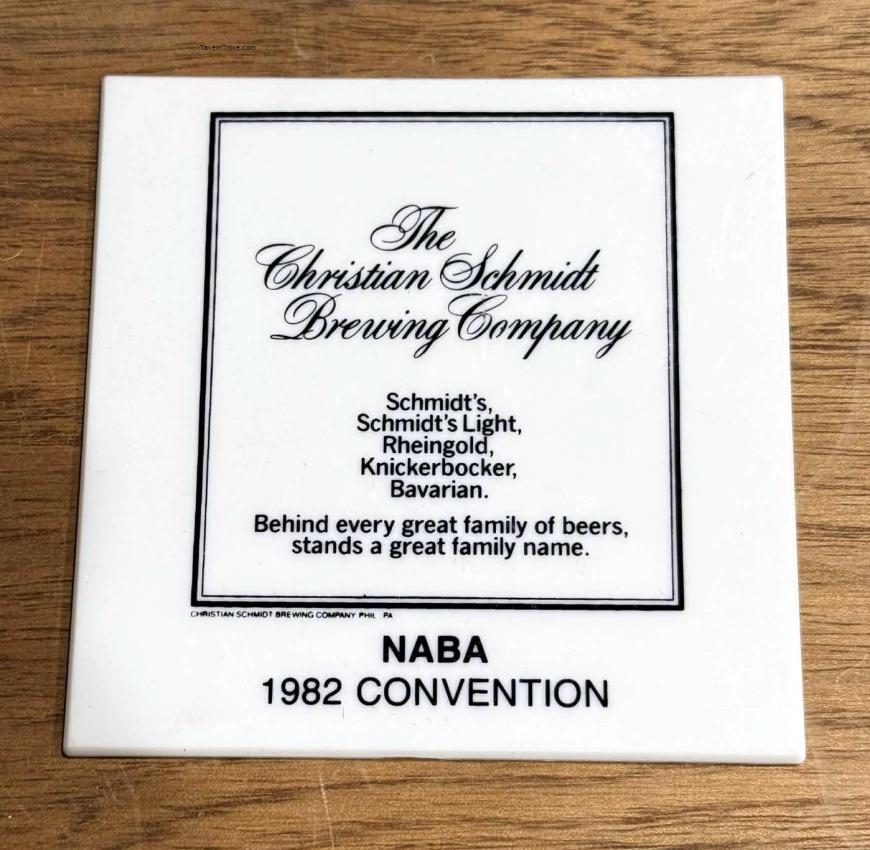 TavernTrove.com
The
Christian Schmidt
Brewing Company
Schmidt's,
Schmidt's Light,
Rheingold,
Knickerbocker,
Bavarian.
Behind every great family of beers,
stands a great family name.
CHRISTIAN SCHMIDT BREWING COMPANY PHIL PA
NABA
1982 CONVENTION